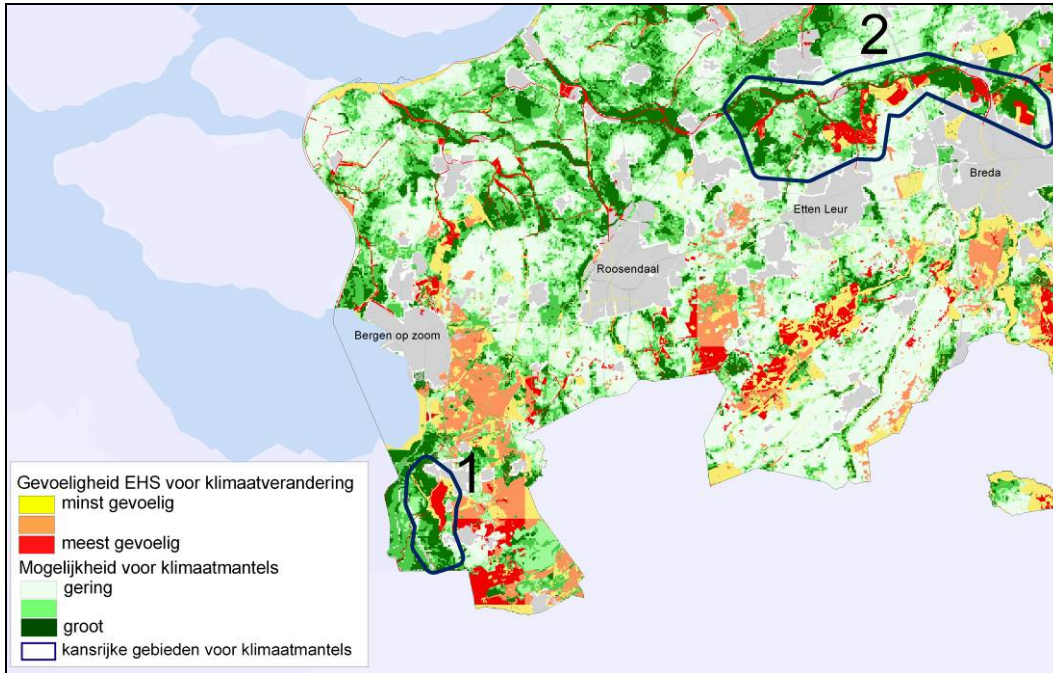 2
Breda
Etten Leur
Roosendaal
Bergen op zoom
1
Gevoeligheid EHS voor klimaatverandering
minst gevoelig
meest gevoelig
Mogelijkheid voor klimaatmantels
gering
groot
kansrijke gebieden voor klimaatmantels